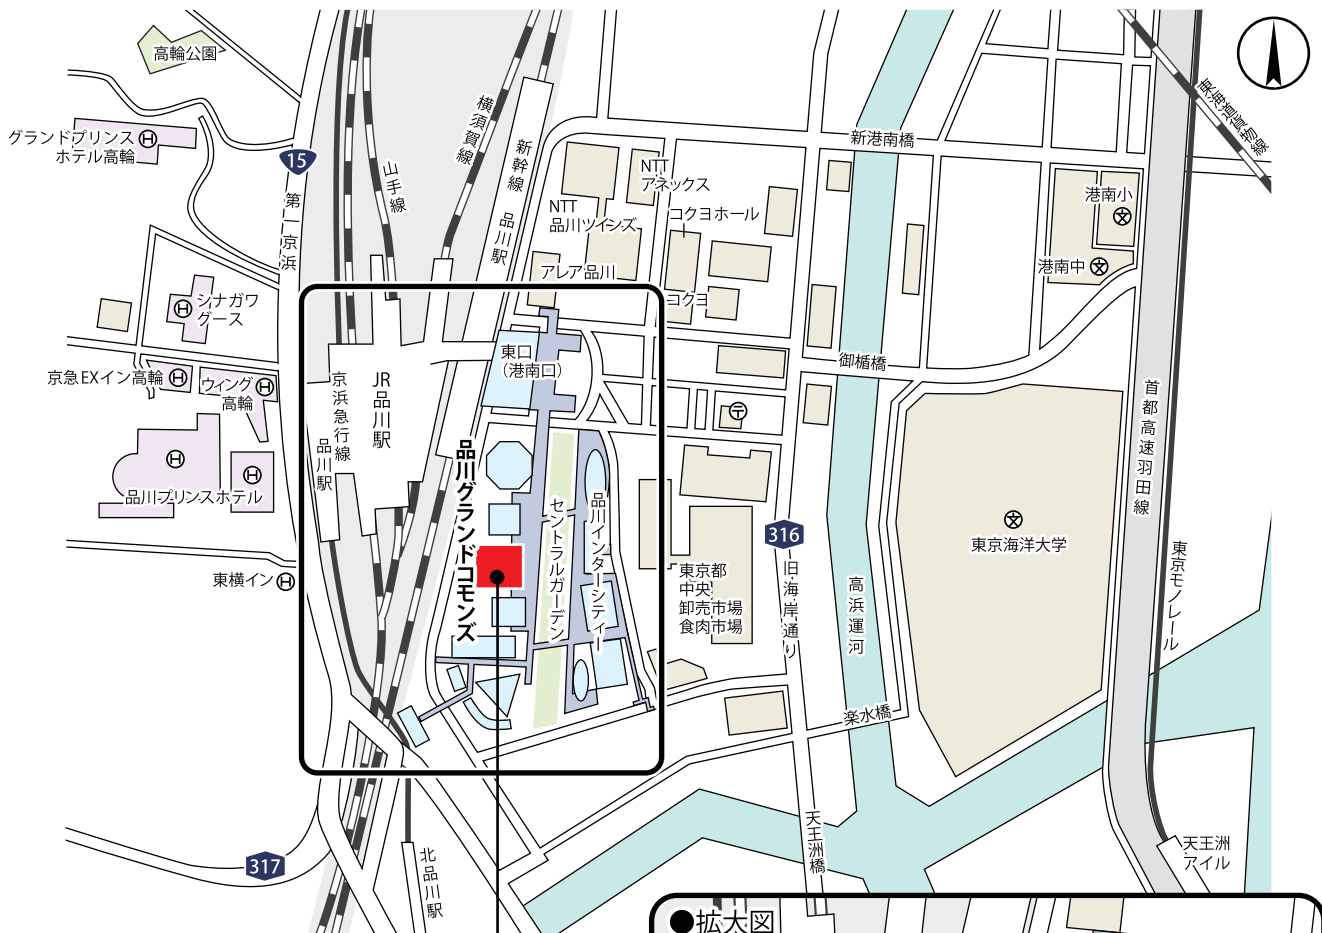 高輪公園
グランドプリンス
ホテル高輪
15
第一京浜
山手線
横須賀線
新幹線
品川駅
NTT
アネックス
NTT
品川ツインズ
コクヨホール
アレア品川
コクヨ
新港南橋
東海道貨物線
港南小
港南中
シナガワ
グース
京急EXイン高輪
ウィング
高輪
京浜急行線
品川駅
JR品川駅
東口
(港南口)
御楯橋
首都高速羽田線
品川プリンスホテル
品川グランドコモンズ
セントラルガーデン
品川インターシティー
東横イン
316
旧海岸通り
高浜運河
東京海洋大学
東京モノレール
東京都
中央
卸売市場
食肉市場
楽水橋
天王洲橋
天王洲
アイル
317
北品川駅
●拡大図